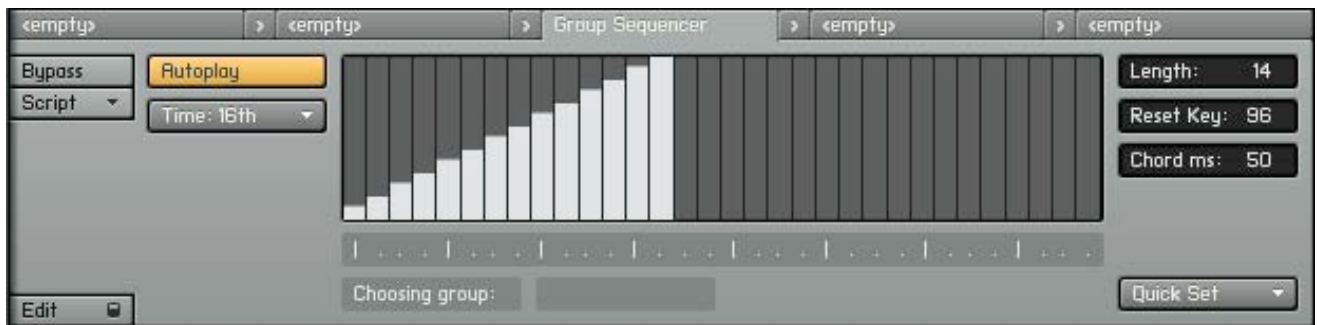 <empty> > <empty> > Group Sequencer > <empty> > <empty>
Bypass
Script
Autoplay
Time: 16th
Length: 14
Reset Key: 96
Chord ms: 50
Choosing group:
Quick Set
Edit